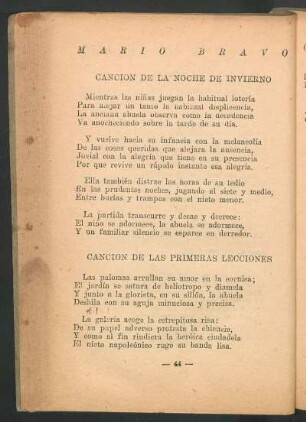 MARIO BRAVO
CANCION DE LA NOCHE DE INVIERNO
Mientras las niñas juegan la habitual lotería
Para mejor un tanto la habitual displicencia,
La anciana abuela observa como la decadencia
Va anocheciendo sobre la tarde de su día.
Y vuelve hacia su infancia con la melancolía
De las cosas queridas que alejara la ausencia,
Jovial con la alegría que tiene en su presencia
Por que revive un rápido instante esa alegría.
Ella también distrae las horas de su tedio
En las prudentes noches, jugando al siete y medio,
Entre burlas y trampas con el nieto menor.
La partida transcurre y decae y decrece:
El niño se adormece, la abuela se adormece,
Y un familiar silencio se esparce en derredor.
CANCION DE LAS PRIMERAS LECCIONES
Las palomas arrullan su amor en la cornisa;
El jardín se satura de heliotropo y diamela
Y junto a la glorieta, en su sillón, la abuela
Deshila con su aguja minuciosa y precisa.
La galería acoge la estrepitosa risa:
De su papel adverso protesta la chicuela,
Y como al fin rindiera la heroica ciudadela
El nieto napoleónico ruge su banda lisa.
— 44 —